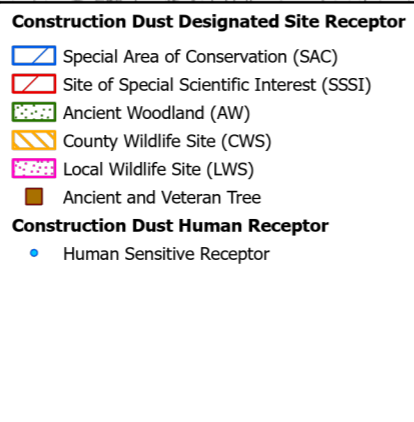 Construction Dust Designated Site Receptor
Special Area of Conservation (SAC)
Site of Special Scientific Interest (SSSI)
Ancient Woodland (AW)
County Wildlife Site (CWS)
Local Wildlife Site (LWS)
Ancient and Veteran Tree
Construction Dust Human Receptor
Human Sensitive Receptor